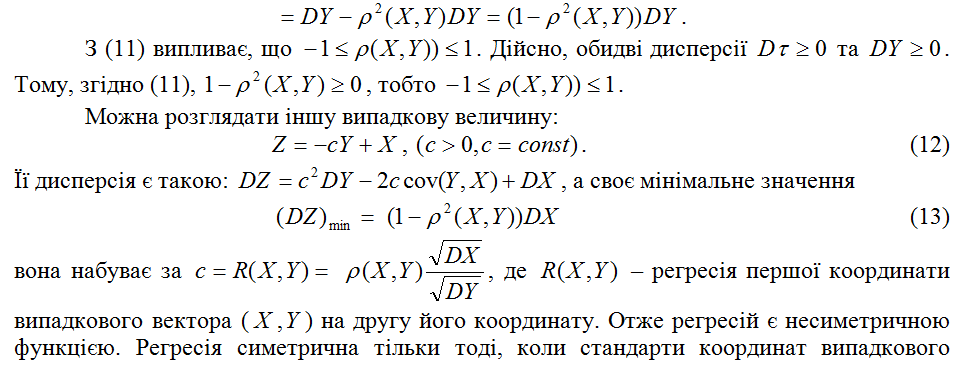 = DY − ρ²(X,Y)DY = (1− ρ²(X,Y))DY .
З (11) випливає, що −1 ≤ ρ(X,Y)) ≤ 1. Дійсно, обидві дисперсії Dτ ≥ 0 та DY ≥ 0.
Тому, згідно (11), 1− ρ²(X,Y) ≥ 0, тобто −1 ≤ ρ(X,Y)) ≤ 1.
Можна розглядати іншу випадкову величину:
Z = −cY + X , (c > 0, c = const). (12)
Її дисперсія є такою: DZ = c²DY − 2c cov(Y, X) + DX , а своє мінімальне значення
(DZ)min = (1− ρ²(X,Y))DX (13)
вона набуває за c = R(X,Y) = ρ(X,Y) √DX/√DY , де R(X,Y) – регресія першої координати
випадкового вектора ( X ,Y ) на другу його координату. Отже регресій є несиметричною
функцією. Регресія симетрична тільки тоді, коли стандарти координат випадкового